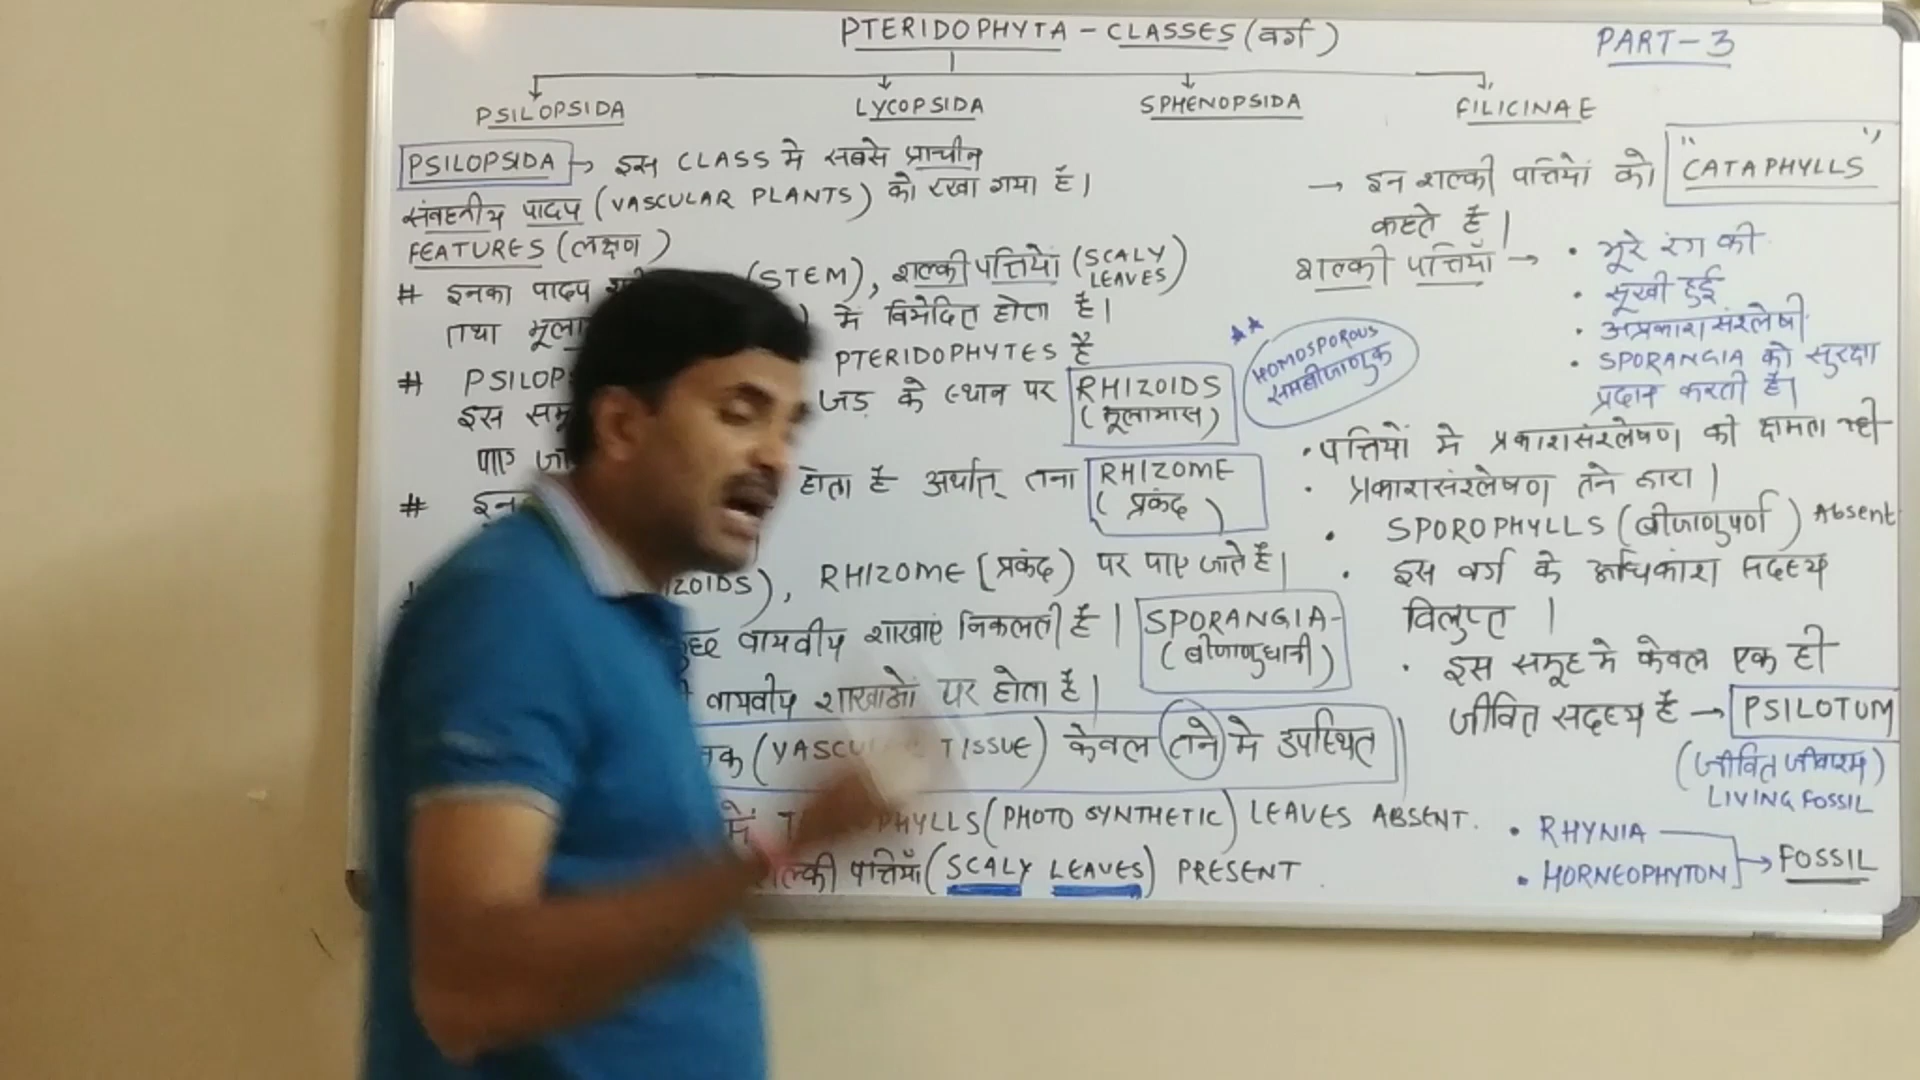 PTERIDOPHYTA - CLASSES (वर्ग)
PART-3
PSILOPSIDA
LYCOPSIDA
SPHENOPSIDA
FILICINAE
PSILOPSIDA → इस CLASS मे सबसे प्राचीन
संवहनीय पादप (VASCULAR PLANTS) को रखा गया है।
FEATURES (लक्षण)
# इनका पादप (STEM), शल्की पत्तियों (SCALY LEAVES)
तथा में विभेदित होता है।
# PTERIDOPHYTES है
इस जड़ के स्थान पर RHIZOIDS (मूलाभास)
पाए
# होता है अर्थात् तना RHIZOME (प्रकंद)
RHIZOME (प्रकंद) पर पाए जाते है।
वायवीय शाखाएं निकलती है। SPORANGIA- (बीजाणुधानी)
वायवीय शाखाओं पर होता है।
TISSUE) केवल तने मे उपस्थित
में (PHOTO SYNTHETIC) LEAVES ABSENT.
पत्तियाँ (SCALY LEAVES) PRESENT
** HOMOSPOROUS
समबीजाणुक
→ इन शल्की पत्तियों को "CATAPHYLLS"
कहते है।
शल्की पत्तियाँ → • भूरे रंग की
• सूखी हुई
• अप्रकाशसंश्लेषी
• SPORANGIA को सुरक्षा
प्रदान करती है।
• पत्तियों मे प्रकाशसंश्लेषण की क्षमता नही
• प्रकाशसंश्लेषण तने द्वारा।
• SPOROPHYLLS (बीजाणुपर्ण) Absent
• इस वर्ग के अधिकांश सदस्य
विलुप्त।
• इस समूह मे केवल एक ही
जीवित सदस्य है → PSILOTUM
(जीवित जीवाश्म)
LIVING FOSSIL
• RHYNIA
• HORNEOPHYTON → FOSSIL